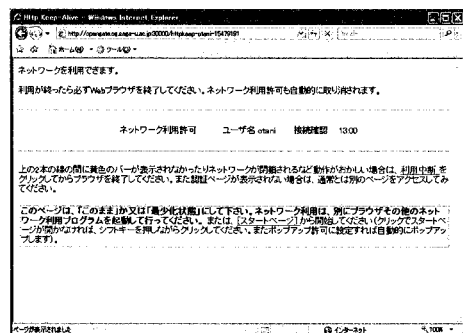 Http Keep-Alive - Windows Internet Explorer
ホーム(H) ツール(O)
ネットワークを利用できます。
利用が終ったら必ずWebブラウザを終了してください。ネットワーク利用許可も自動的に取り消されます。
ネットワーク利用許可 ユーザ名 otani 接続確認 13:00
上の2本の線の間に黄色のバーが表示されなかったりネットワークが閉鎖されるなど動作がおかしい場合は、利用中断 を
クリックしてからブラウザを終了してください。また認証ページが表示されない場合は、通常とは別のページをアクセスしてみ
てください。
このページは、「このまま」か又は「最少化状態」にして下さい。ネットワーク利用は、別にブラウザその他のネット
ワーク利用プログラムを起動して行ってください。または、[スタートページ]から開始してください(クリックでスタートペ
ージが開かなければ、シフトキーを押しながらクリックしてください。またポップアップ許可に設定すれば自動的にポップアッ
プします)。
ページが表示されました インターネット 100%